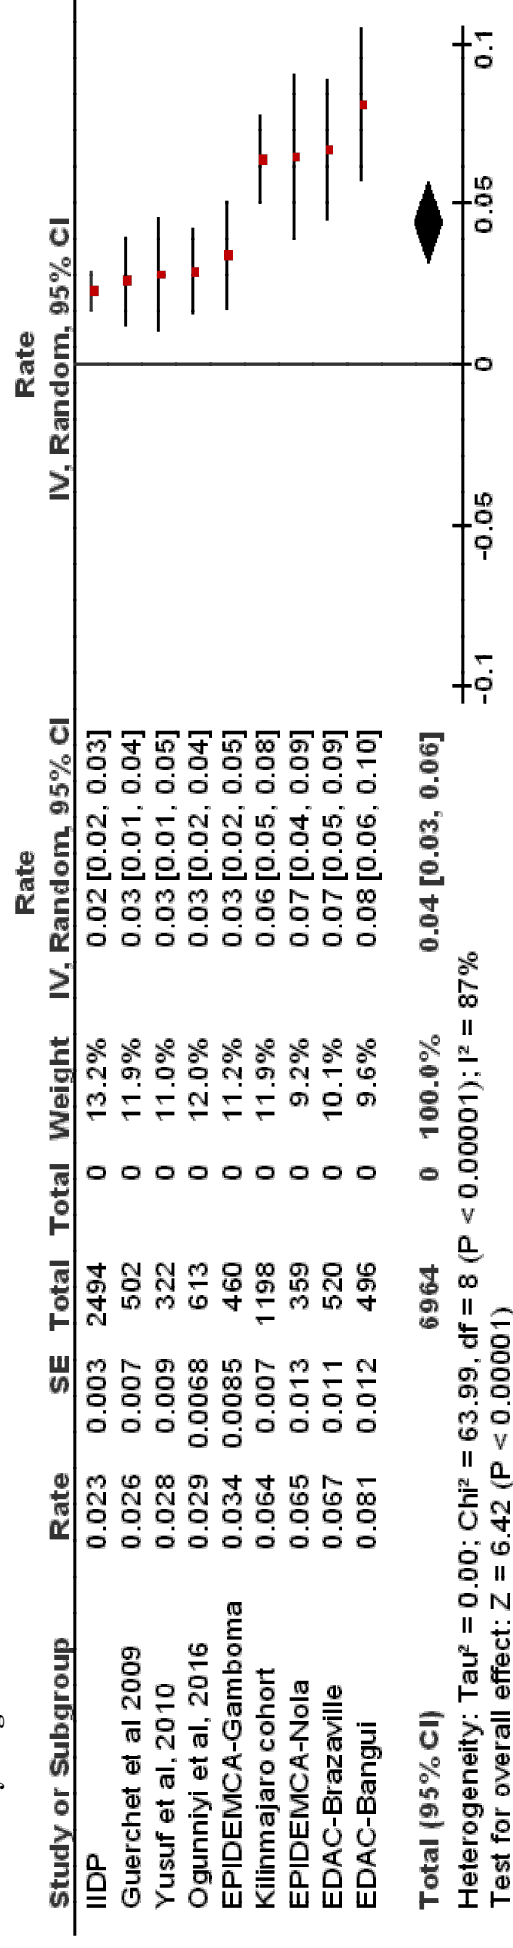 Rate Rate
Study or Subgroup Rate SE Total Total Weight IV, Random, 95% CI IV, Random, 95% CI
IIDP 0.023 0.003 2494 0 13.2% 0.02 [0.02, 0.03]
Guerchet et al 2009 0.026 0.007 502 0 11.9% 0.03 [0.01, 0.04]
Yusuf et al, 2010 0.028 0.009 322 0 11.0% 0.03 [0.01, 0.05]
Ogunniyi et al, 2016 0.029 0.0068 613 0 12.0% 0.03 [0.02, 0.04]
EPIDEMCA-Gamboma 0.034 0.0085 460 0 11.2% 0.03 [0.02, 0.05]
Kilinmajaro cohort 0.064 0.007 1198 0 11.9% 0.06 [0.05, 0.08]
EPIDEMCA-Nola 0.065 0.013 359 0 9.2% 0.07 [0.04, 0.09]
EDAC-Brazaville 0.067 0.011 520 0 10.1% 0.07 [0.05, 0.09]
EDAC-Bangui 0.081 0.012 496 0 9.6% 0.08 [0.06, 0.10]
Total (95% CI) 6964 0 100.0% 0.04 [0.03, 0.06]
Heterogeneity: Tau² = 0.00; Chi² = 63.99, df = 8 (P < 0.00001); I² = 87%
Test for overall effect: Z = 6.42 (P < 0.00001)
-0.1 -0.05 0 0.05 0.1